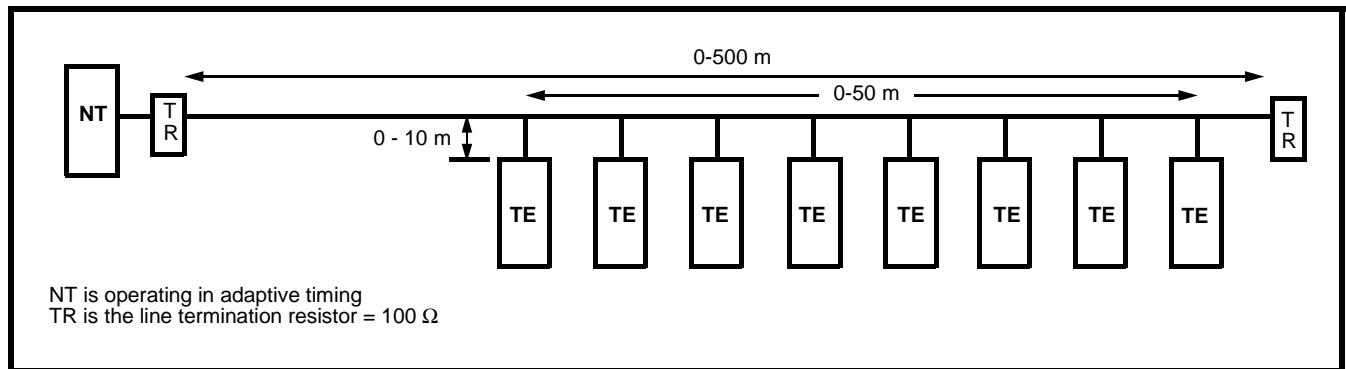 0-500 m
0-50 m
NT
T
R
0 - 10 m
T
R
TE
TE
TE
TE
TE
TE
TE
TE
NT is operating in adaptive timing
TR is the line termination resistor = 100 Ω